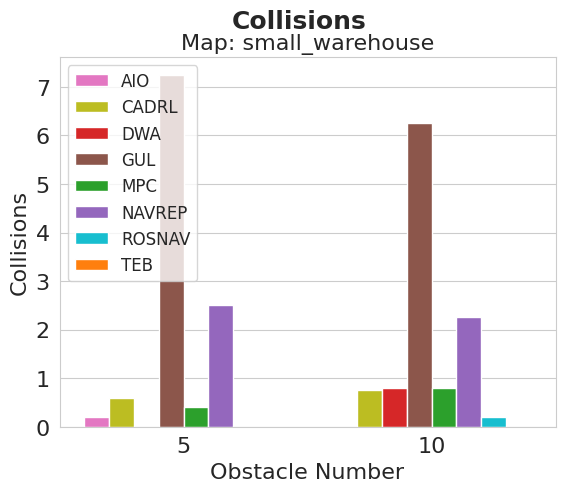 Collisions
Map: small_warehouse
AIO
CADRL
DWA
GUL
MPC
NAVREP
ROSNAV
TEB
7
6
5
4
3
2
1
0
Collisions
5 10
Obstacle Number